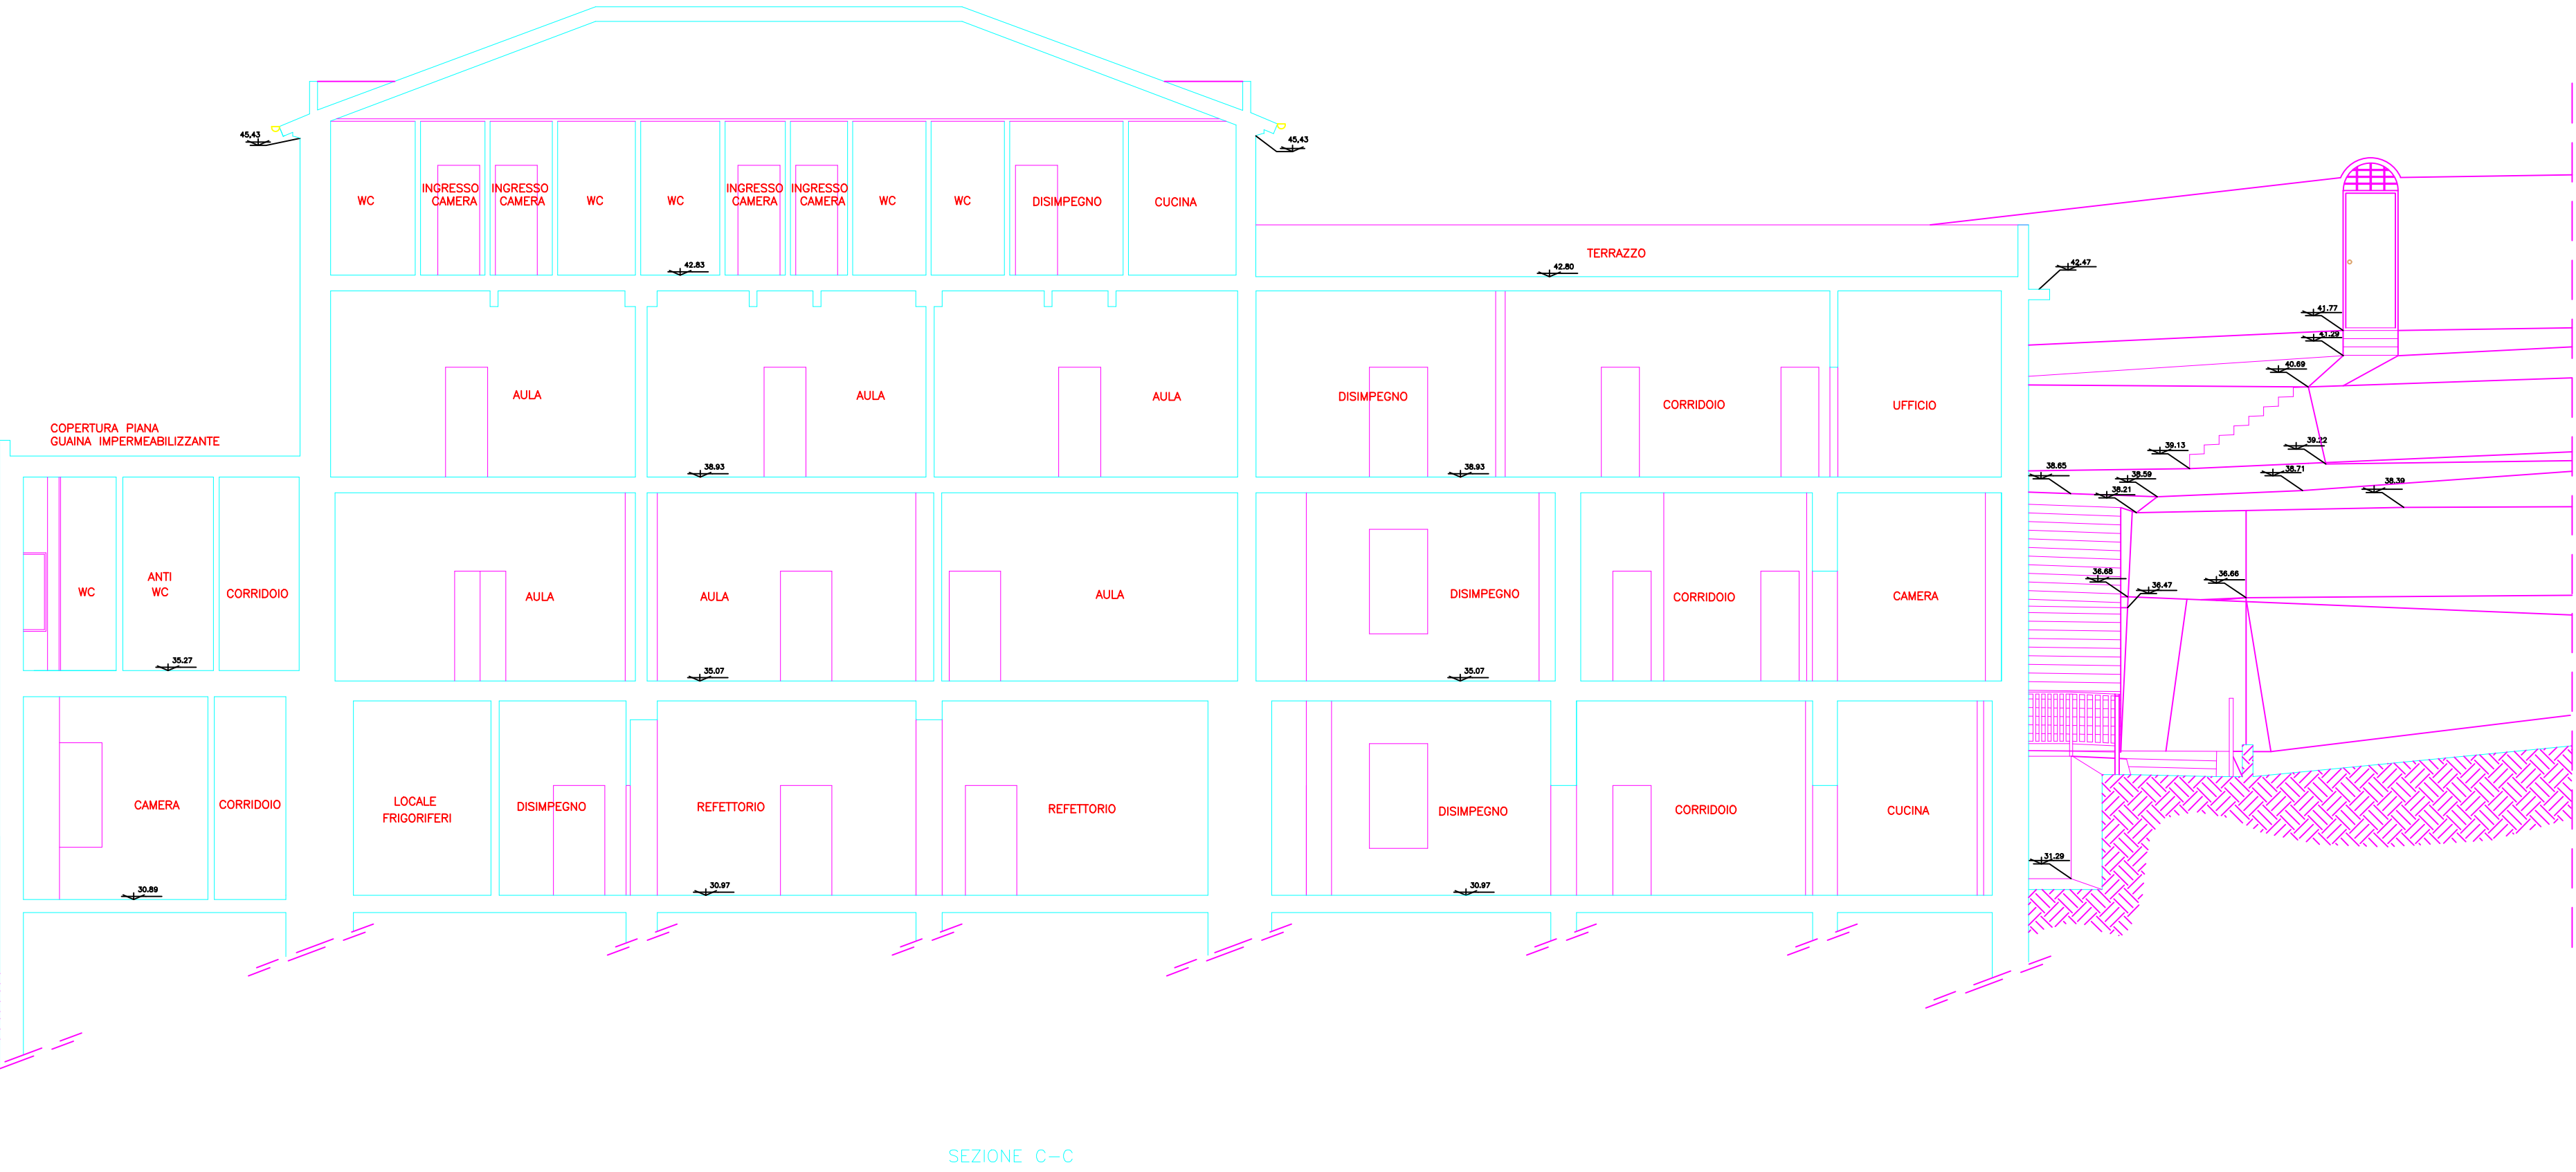 45.43
45.43
INGRESSO
CAMERA
INGRESSO
CAMERA
INGRESSO
CAMERA
INGRESSO
CAMERA
WC
WC
WC
WC
WC
DISIMPEGNO
CUCINA
TERRAZZO
42.83
42.80
42.47
41.77
41.29
40.69
AULA
AULA
AULA
DISIMPEGNO
CORRIDOIO
UFFICIO
COPERTURA PIANA
GUAINA IMPERMEABILIZZANTE
39.13
39.22
38.93
38.93
38.65
38.59
38.71
38.21
38.39
WC
ANTI
WC
CORRIDOIO
AULA
AULA
AULA
DISIMPEGNO
CORRIDOIO
CAMERA
36.68
36.47
36.66
35.27
35.07
35.07
CAMERA
CORRIDOIO
LOCALE
FRIGORIFERI
DISIMPEGNO
REFETTORIO
REFETTORIO
DISIMPEGNO
CORRIDOIO
CUCINA
31.29
30.89
30.97
30.97
SEZIONE C-C